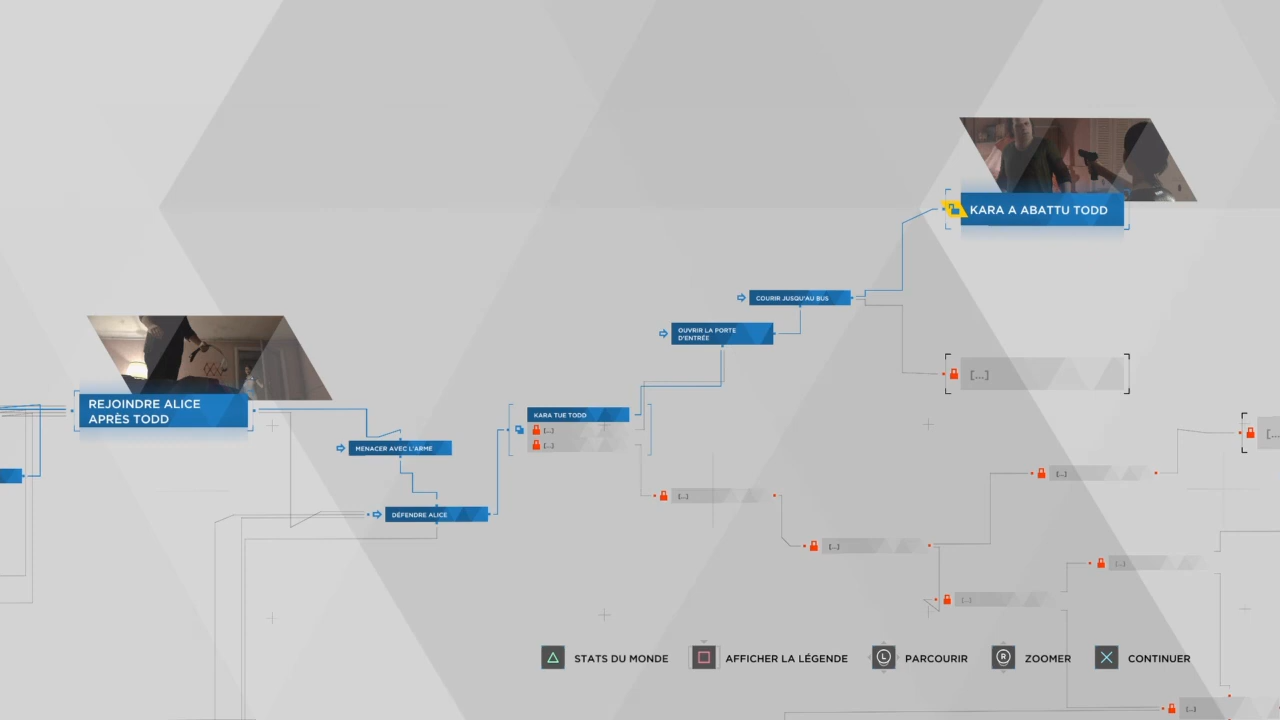 KARA A ABATTU TODD
COURIR JUSQU'AU BUS
OUVRIR LA PORTE
D'ENTRÉE
[...]
REJOINDRE ALICE
APRÈS TODD
KARA TUE TODD
[...]
[...]
[...]
MENACER AVEC L'ARME
[...]
[...]
DÉFENDRE ALICE
[...]
[...]
[...]
STATS DU MONDE
AFFICHER LA LÉGENDE
L
PARCOURIR
R
ZOOMER
CONTINUER
[...]